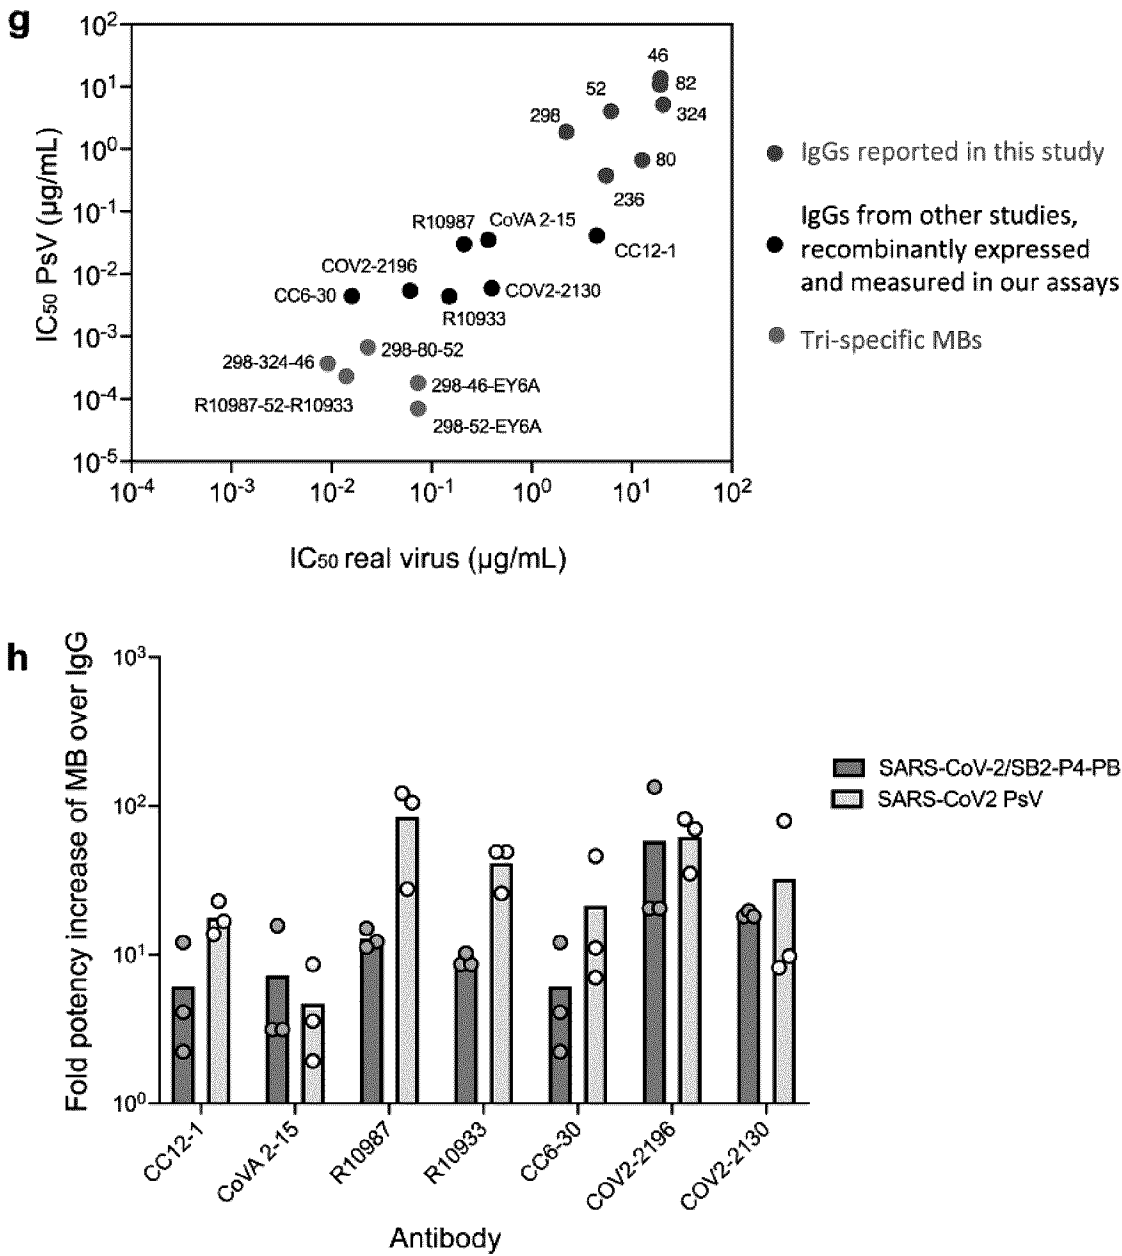 g
10²
10¹
10⁰
10⁻¹
10⁻²
10⁻³
10⁻⁴
10⁻⁵
IC₅₀ PsV (µg/mL)
46
82
324
52
298
80
236
R10987
CoVA 2-15
CC12-1
COV2-2196
CC6-30
COV2-2130
R10933
298-324-46
298-80-52
298-46-EY6A
R10987-52-R10933
298-52-EY6A
10⁻⁴ 10⁻³ 10⁻² 10⁻¹ 10⁰ 10¹ 10²
IC₅₀ real virus (µg/mL)
IgGs reported in this study
IgGs from other studies,
recombinantly expressed
and measured in our assays
Tri-specific MBs
h
10³
10²
10¹
10⁰
Fold potency increase of MB over IgG
SARS-CoV-2/SB2-P4-PB
SARS-CoV2 PsV
CC12-1
CoVA 2-15
R10987
R10933
CC6-30
COV2-2196
COV2-2130
Antibody